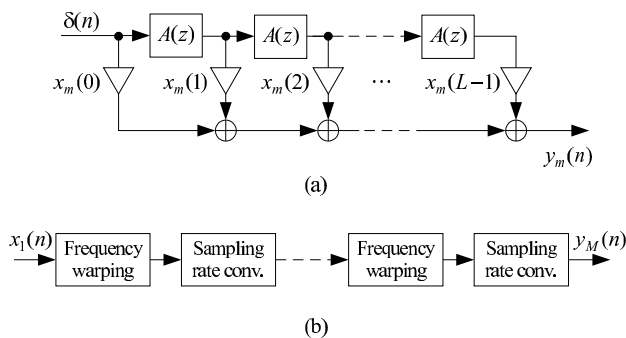 δ(n)
A(z) A(z) A(z)
x_m(0) x_m(1) x_m(2) ... x_m(L−1)
y_m(n)
(a)
x_1(n) y_M(n)
Frequency warping
Sampling rate conv.
Frequency warping
Sampling rate conv.
(b)